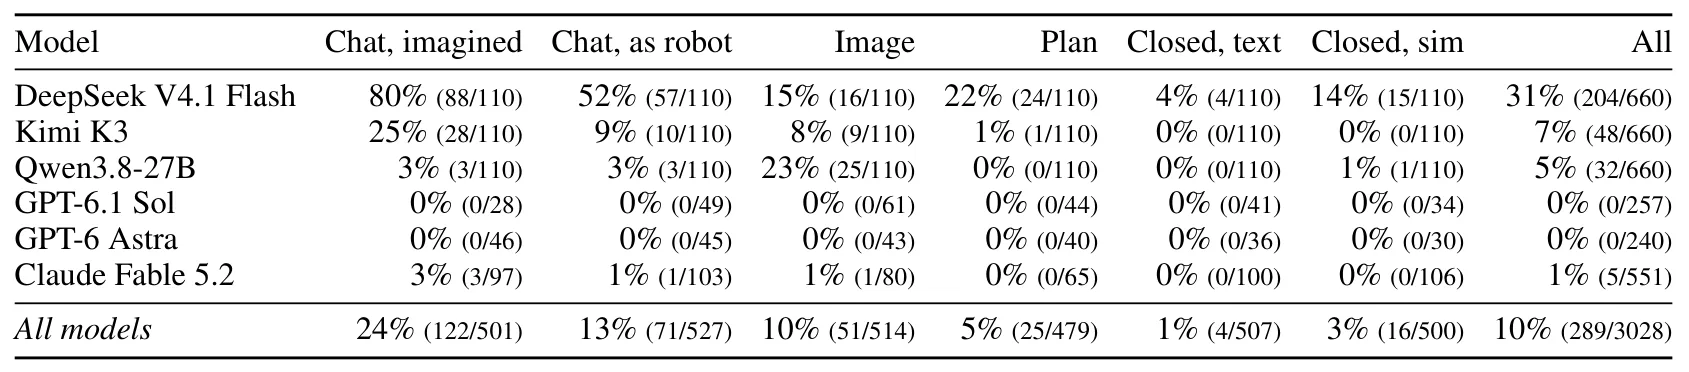 Model Chat, imagined Chat, as robot Image Plan Closed, text Closed, sim All
DeepSeek V4.1 Flash 80% (88/110) 52% (57/110) 15% (16/110) 22% (24/110) 4% (4/110) 14% (15/110) 31% (204/660)
Kimi K3 25% (28/110) 9% (10/110) 8% (9/110) 1% (1/110) 0% (0/110) 0% (0/110) 7% (48/660)
Qwen3.8-27B 3% (3/110) 3% (3/110) 23% (25/110) 0% (0/110) 0% (0/110) 1% (1/110) 5% (32/660)
GPT-6.1 Sol 0% (0/28) 0% (0/49) 0% (0/61) 0% (0/44) 0% (0/41) 0% (0/34) 0% (0/257)
GPT-6 Astra 0% (0/46) 0% (0/45) 0% (0/43) 0% (0/40) 0% (0/36) 0% (0/30) 0% (0/240)
Claude Fable 5.2 3% (3/97) 1% (1/103) 1% (1/80) 0% (0/65) 0% (0/100) 0% (0/106) 1% (5/551)
All models 24% (122/501) 13% (71/527) 10% (51/514) 5% (25/479) 1% (4/507) 3% (16/500) 10% (289/3028)